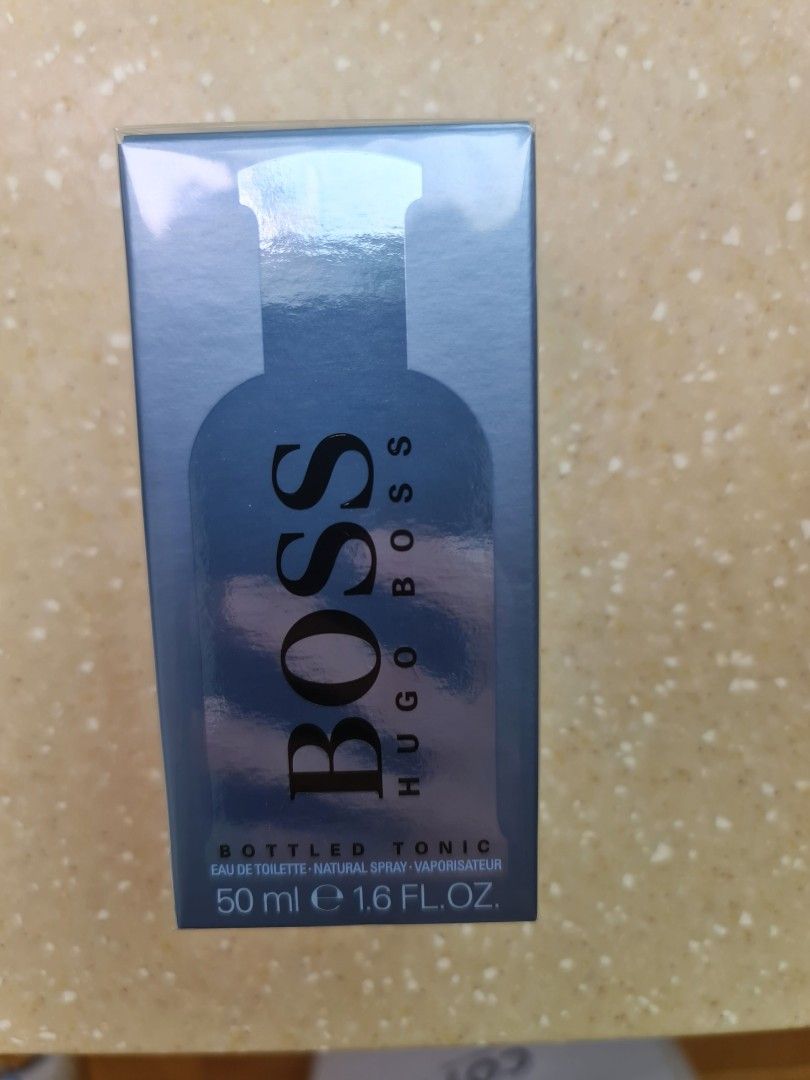 BOSS
HUGO BOSS
BOTTLED TONIC
EAU DE TOILETTE · NATURAL SPRAY · VAPORISATEUR
50 ml ℮ 1.6 FL.OZ.